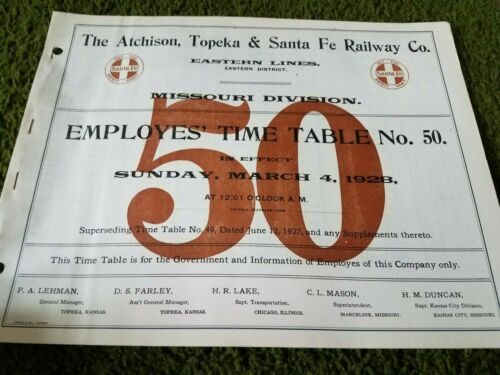 The Atchison, Topeka & Santa Fe Railway Co.
Santa Fe
Santa Fe
EASTERN LINES.
EASTERN DISTRICT.
MISSOURI DIVISION.
50
EMPLOYES' TIME TABLE No. 50.
IN EFFECT
SUNDAY, MARCH 4, 1928,
AT 12:01 O'CLOCK A. M.
Superseding Time Table No. 49, Dated June 12, 1927, and any Supplements thereto.
This Time Table is for the Government and Information of Employes of this Company only.
F. A. LEHMAN,
General Manager,
TOPEKA, KANSAS.
D. S. FARLEY,
Ass't General Manager,
TOPEKA, KANSAS.
H. R. LAKE,
Supt. Transportation,
CHICAGO, ILLINOIS.
C. L. MASON,
Superintendent,
MARCELINE, MISSOURI.
H. M. DUNCAN,
Supt. Kansas City Division,
KANSAS CITY, MISSOURI.